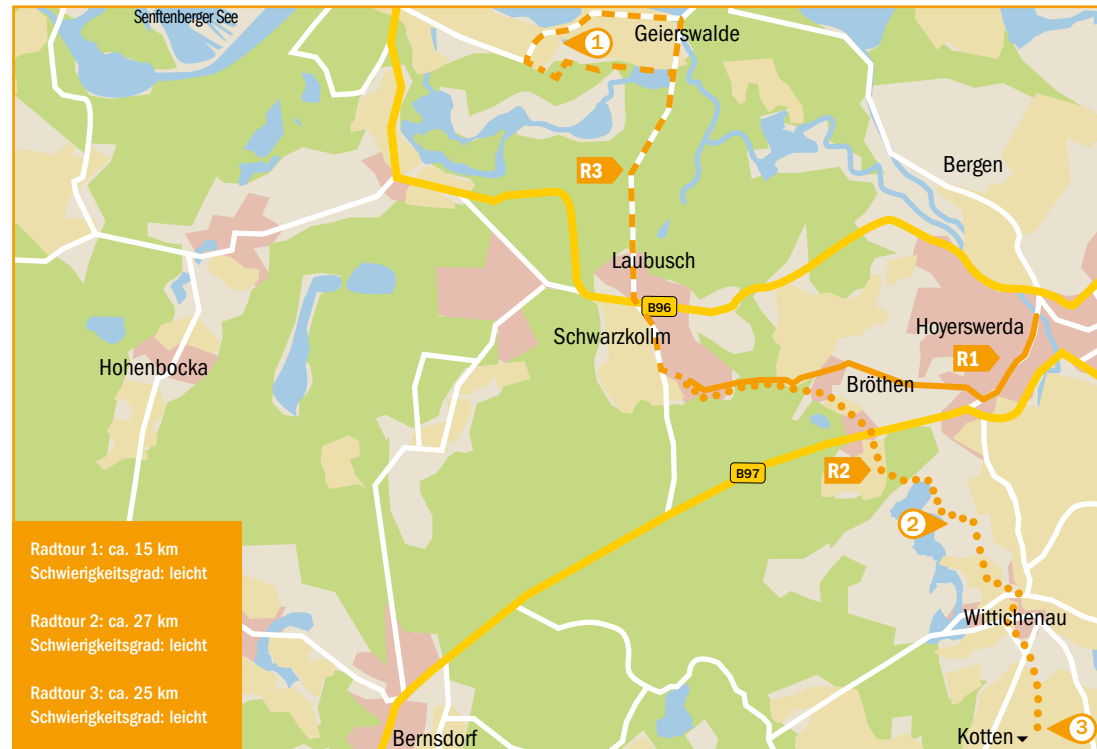 Senftenberger See
1
Geierswalde
Bergen
R3
Laubusch
B96
Schwarzkollm
Hoyerswerda
R1
Hohenbocka
Bröthen
B97
R2
2
Radtour 1: ca. 15 km
Schwierigkeitsgrad: leicht
Radtour 2: ca. 27 km
Schwierigkeitsgrad: leicht
Radtour 3: ca. 25 km
Schwierigkeitsgrad: leicht
Wittichenau
3
Bernsdorf
Kotten